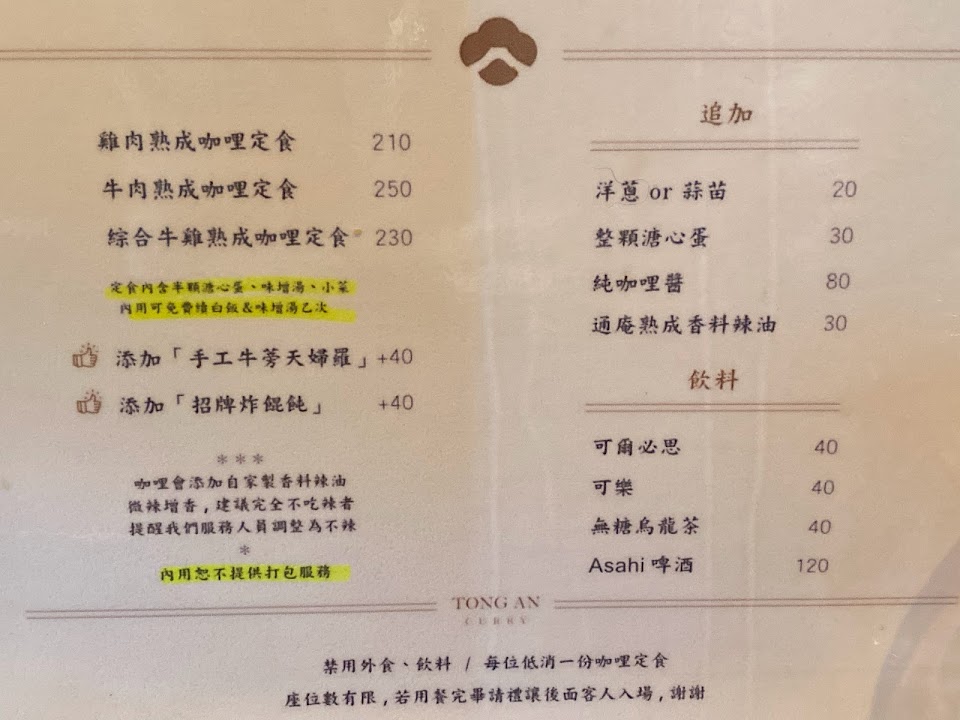 雞肉熟成咖哩定食 210
牛肉熟成咖哩定食 250
綜合牛雞熟成咖哩定食 230
定食內含半顆溏心蛋、味增湯、小菜
內用可免費續白飯&味增湯乙次
添加「手工牛蒡天婦羅」+40
添加「招牌炸餛飩」 +40
***
咖哩會添加自家製香料辣油
微辣增香,建議完全不吃辣者
提醒我們服務人員調整為不辣
*
內用恕不提供打包服務
追加
洋蔥 or 蒜苗 20
整顆溏心蛋 30
純咖哩醬 80
通庵熟成香料辣油 30
飲料
可爾必思 40
可樂 40
無糖烏龍茶 40
Asahi 啤酒 120
TONG AN
CURRY
禁用外食、飲料 / 每位低消一份咖哩定食
座位數有限,若用餐完畢請禮讓後面客人入場,謝謝